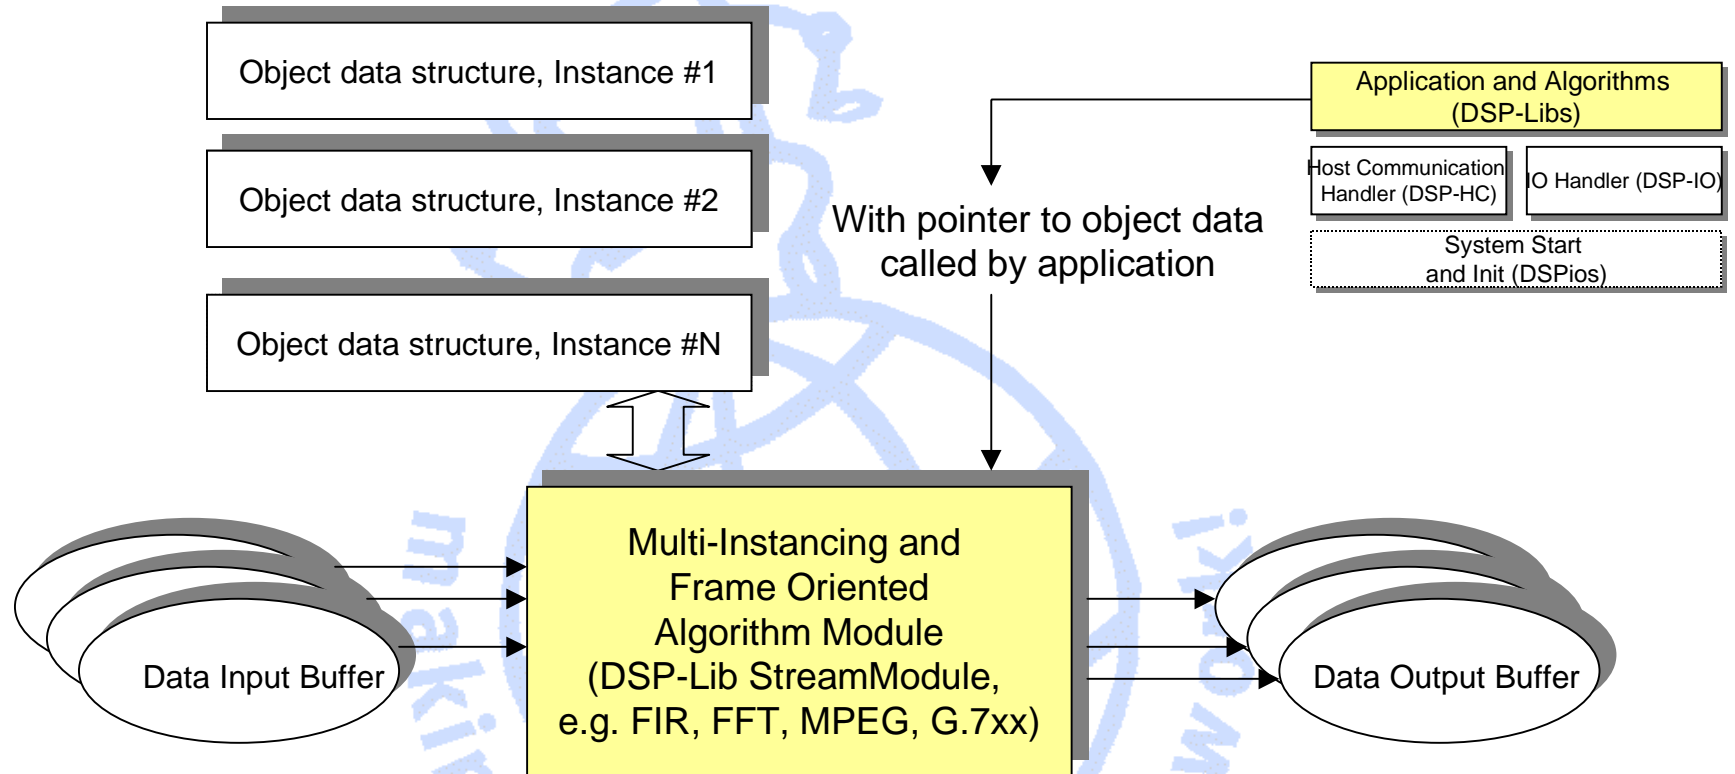 Object data structure, Instance #1
Object data structure, Instance #2
Object data structure, Instance #N
With pointer to object data
called by application
Application and Algorithms
(DSP-Libs)
Host Communication
Handler (DSP-HC)
IO Handler (DSP-IO)
System Start
and Init (DSPios)
Data Input Buffer
Multi-Instancing and
Frame Oriented
Algorithm Module
(DSP-Lib StreamModule,
e.g. FIR, FFT, MPEG, G.7xx)
Data Output Buffer